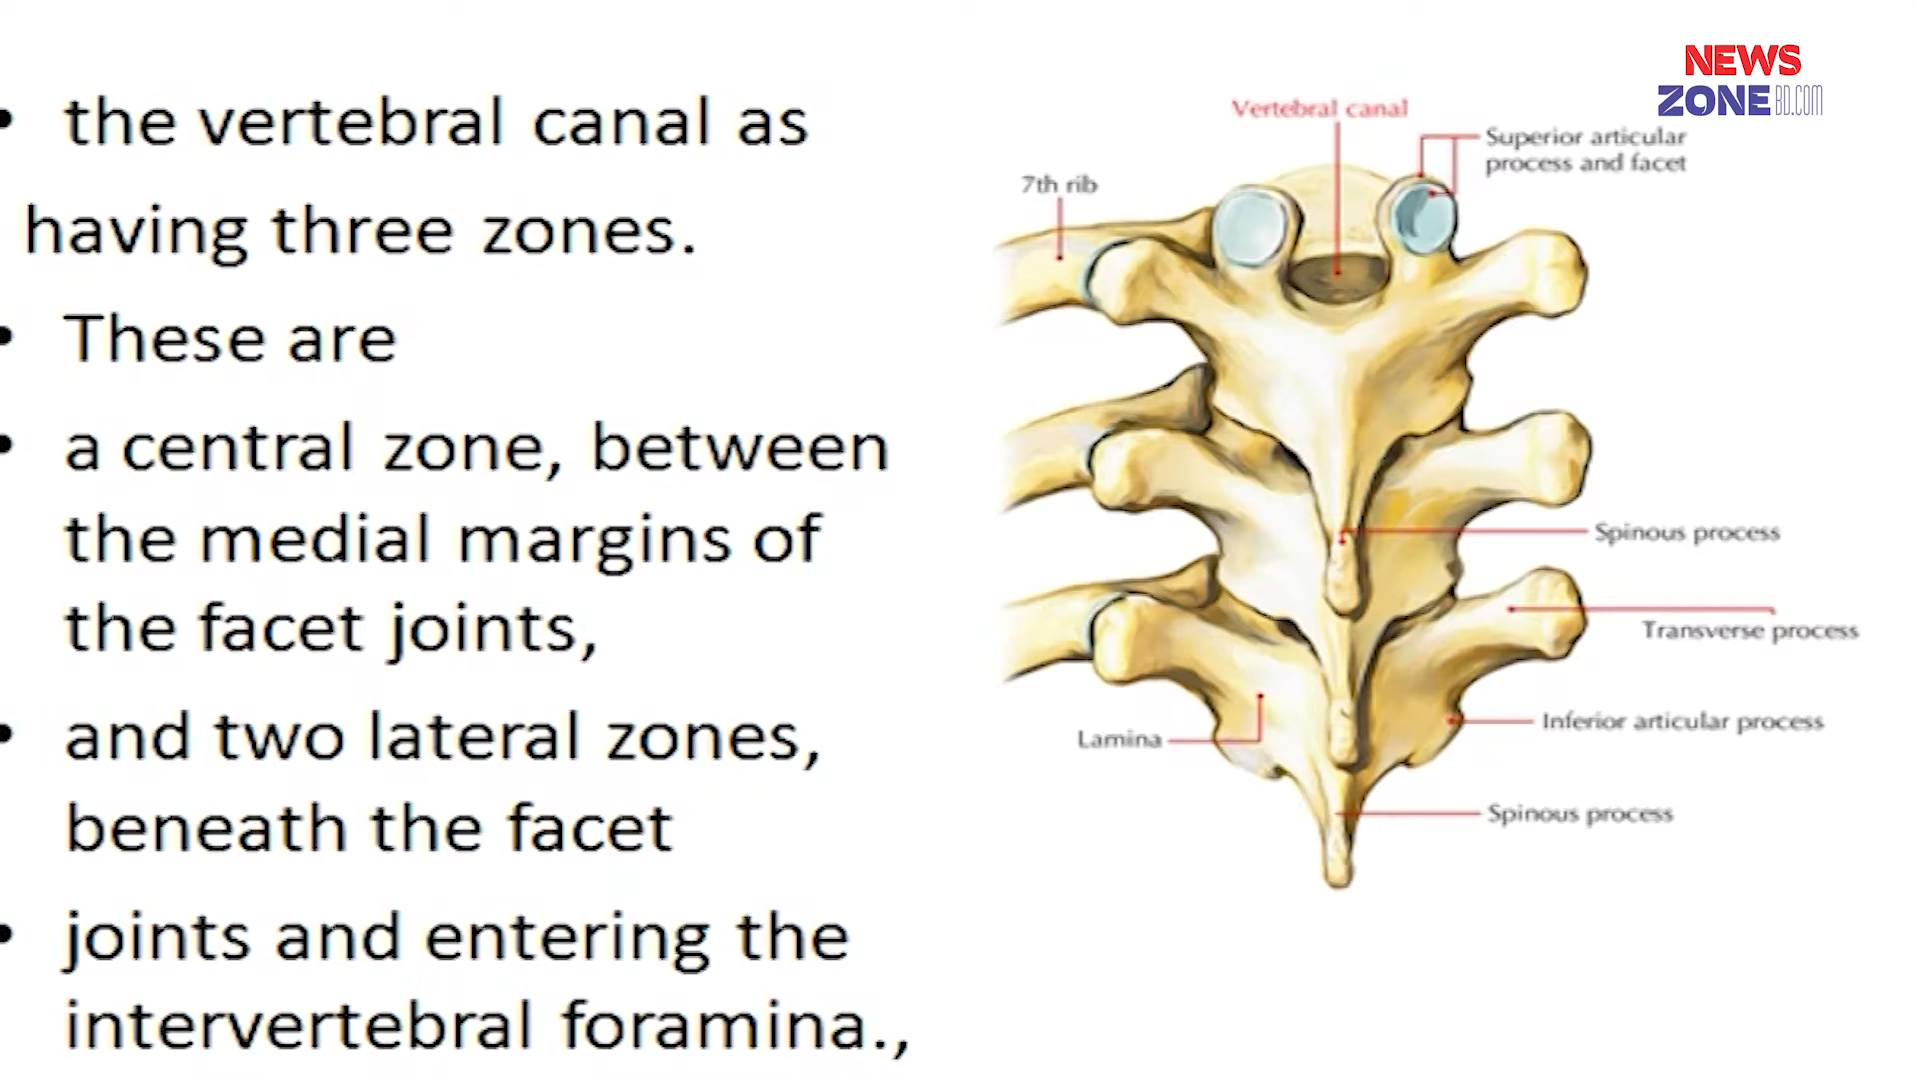 • the vertebral canal as
having three zones.
• These are
• a central zone, between
the medial margins of
the facet joints,
• and two lateral zones,
beneath the facet
• joints and entering the
intervertebral foramina.,
NEWS
ZONE BD.COM
Vertebral canal
Superior articular
process and facet
7th rib
Spinous process
Transverse process
Inferior articular process
Lamina
Spinous process